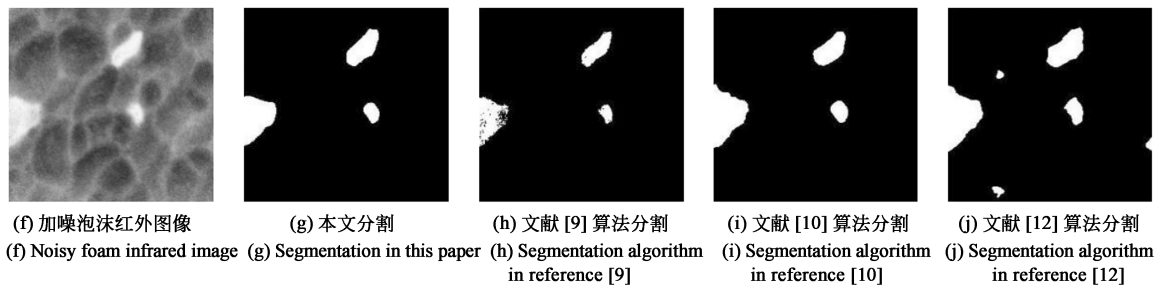 (f) 加噪泡沫红外图像
(f) Noisy foam infrared image
(g) 本文分割
(g) Segmentation in this paper
(h) 文献 [9] 算法分割
(h) Segmentation algorithm
in reference [9]
(i) 文献 [10] 算法分割
(i) Segmentation algorithm
in reference [10]
(j) 文献 [12] 算法分割
(j) Segmentation algorithm
in reference [12]